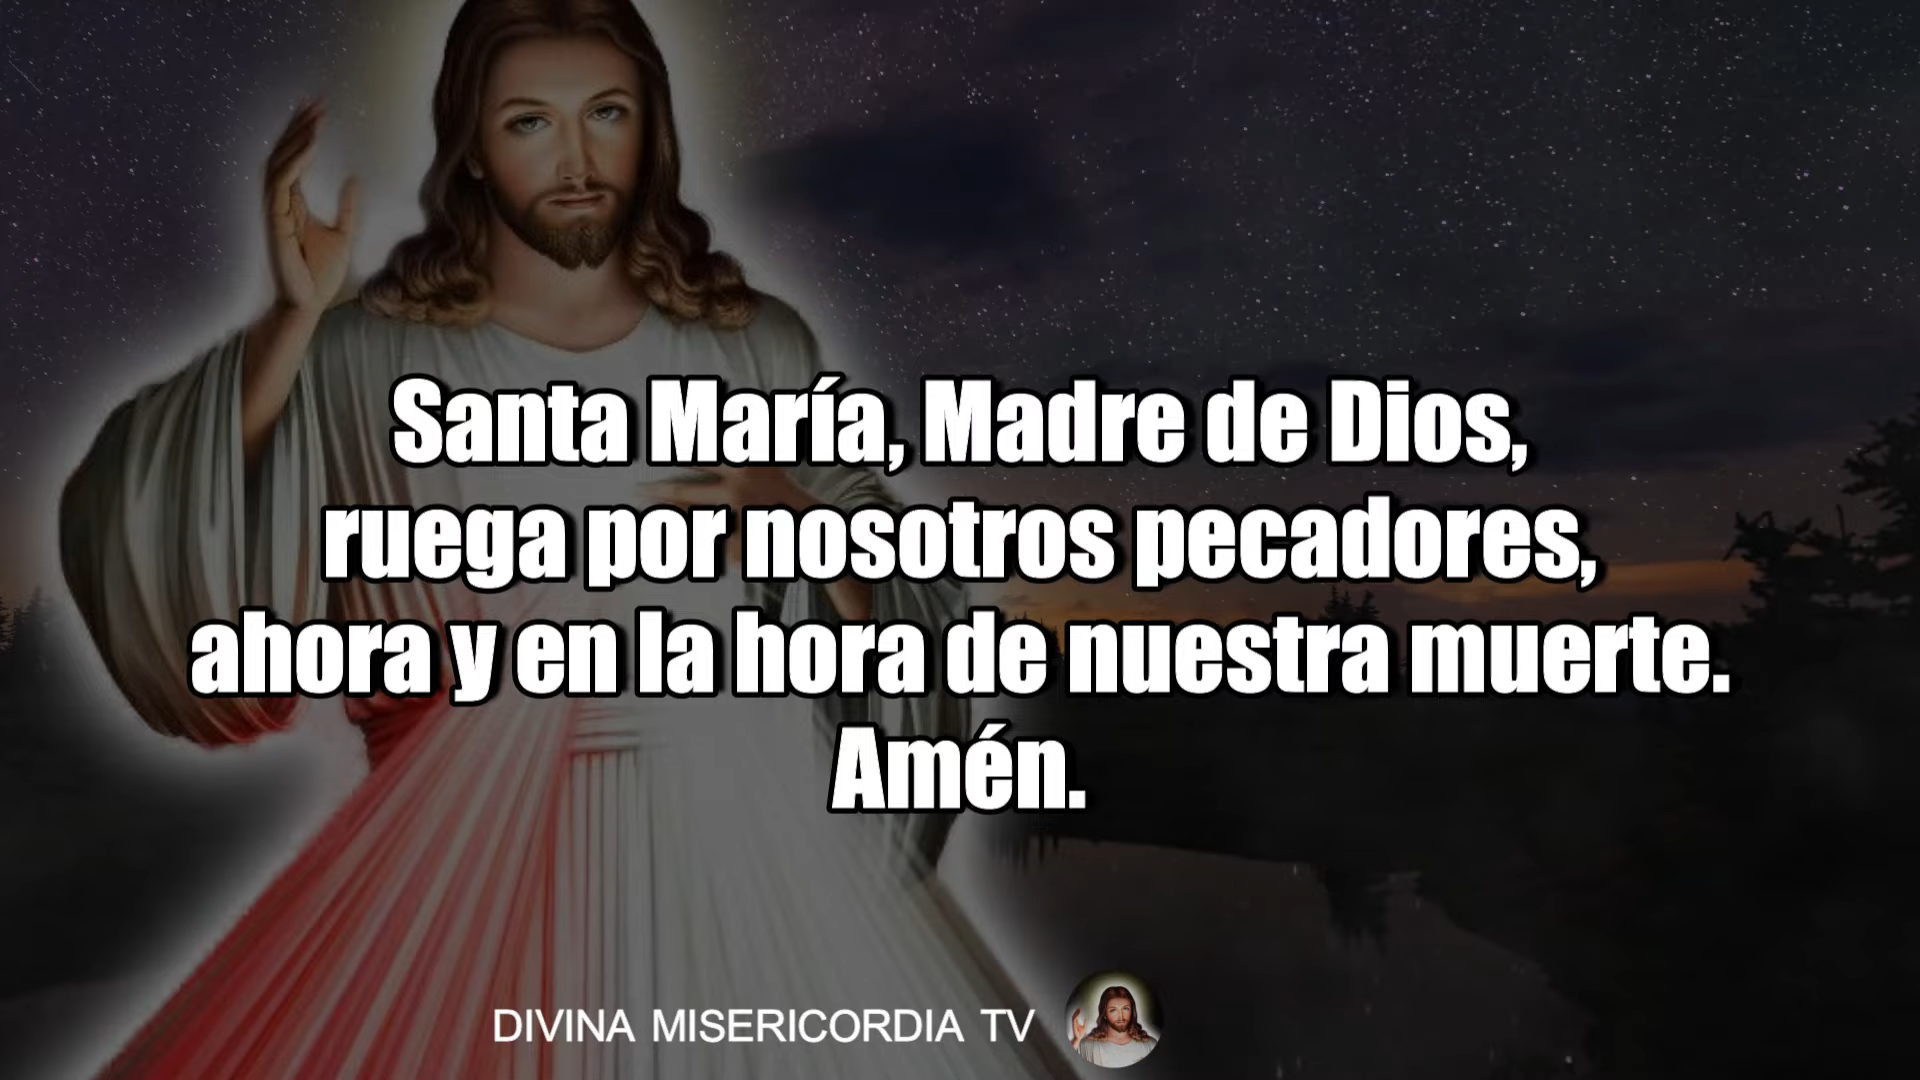 Santa María, Madre de Dios,
ruega por nosotros pecadores,
ahora y en la hora de nuestra muerte.
Amén.
DIVINA MISERICORDIA TV